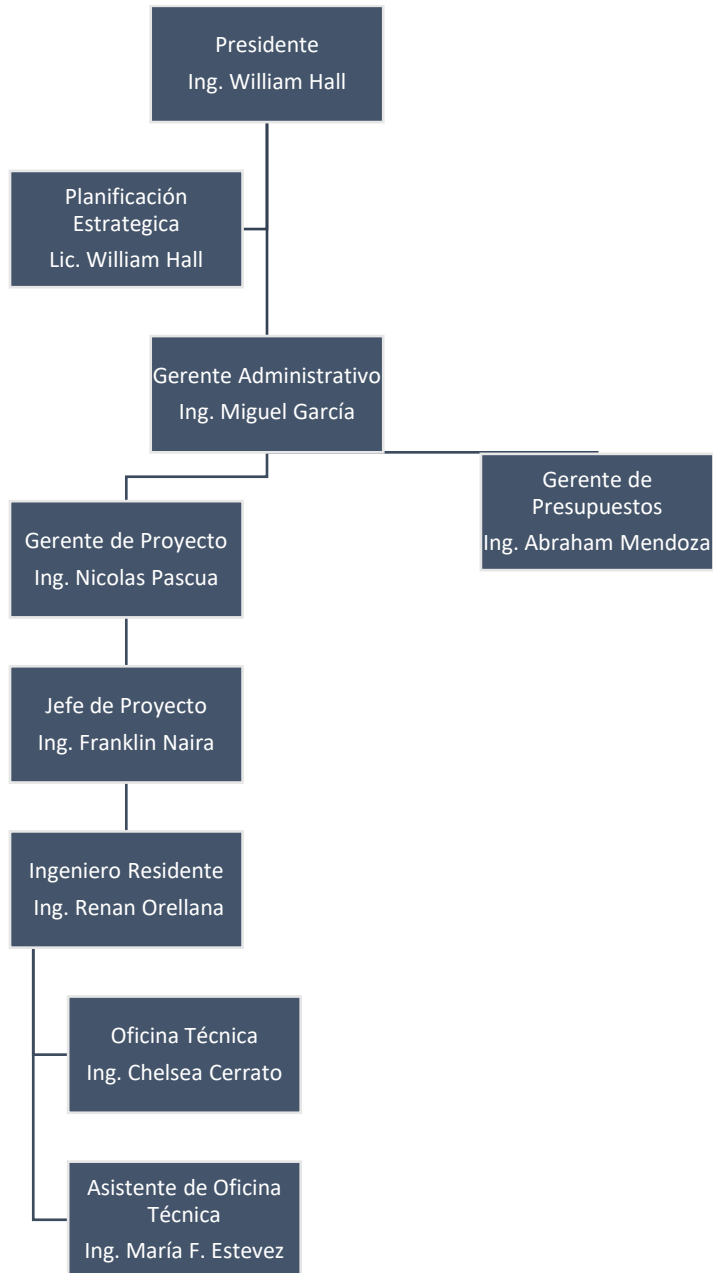 Presidente
Ing. William Hall
Planificación
Estrategica
Lic. William Hall
Gerente Administrativo
Ing. Miguel García
Gerente de
Presupuestos
Ing. Abraham Mendoza
Gerente de Proyecto
Ing. Nicolas Pascua
Jefe de Proyecto
Ing. Franklin Naira
Ingeniero Residente
Ing. Renan Orellana
Oficina Técnica
Ing. Chelsea Cerrato
Asistente de Oficina
Técnica
Ing. María F. Estevez